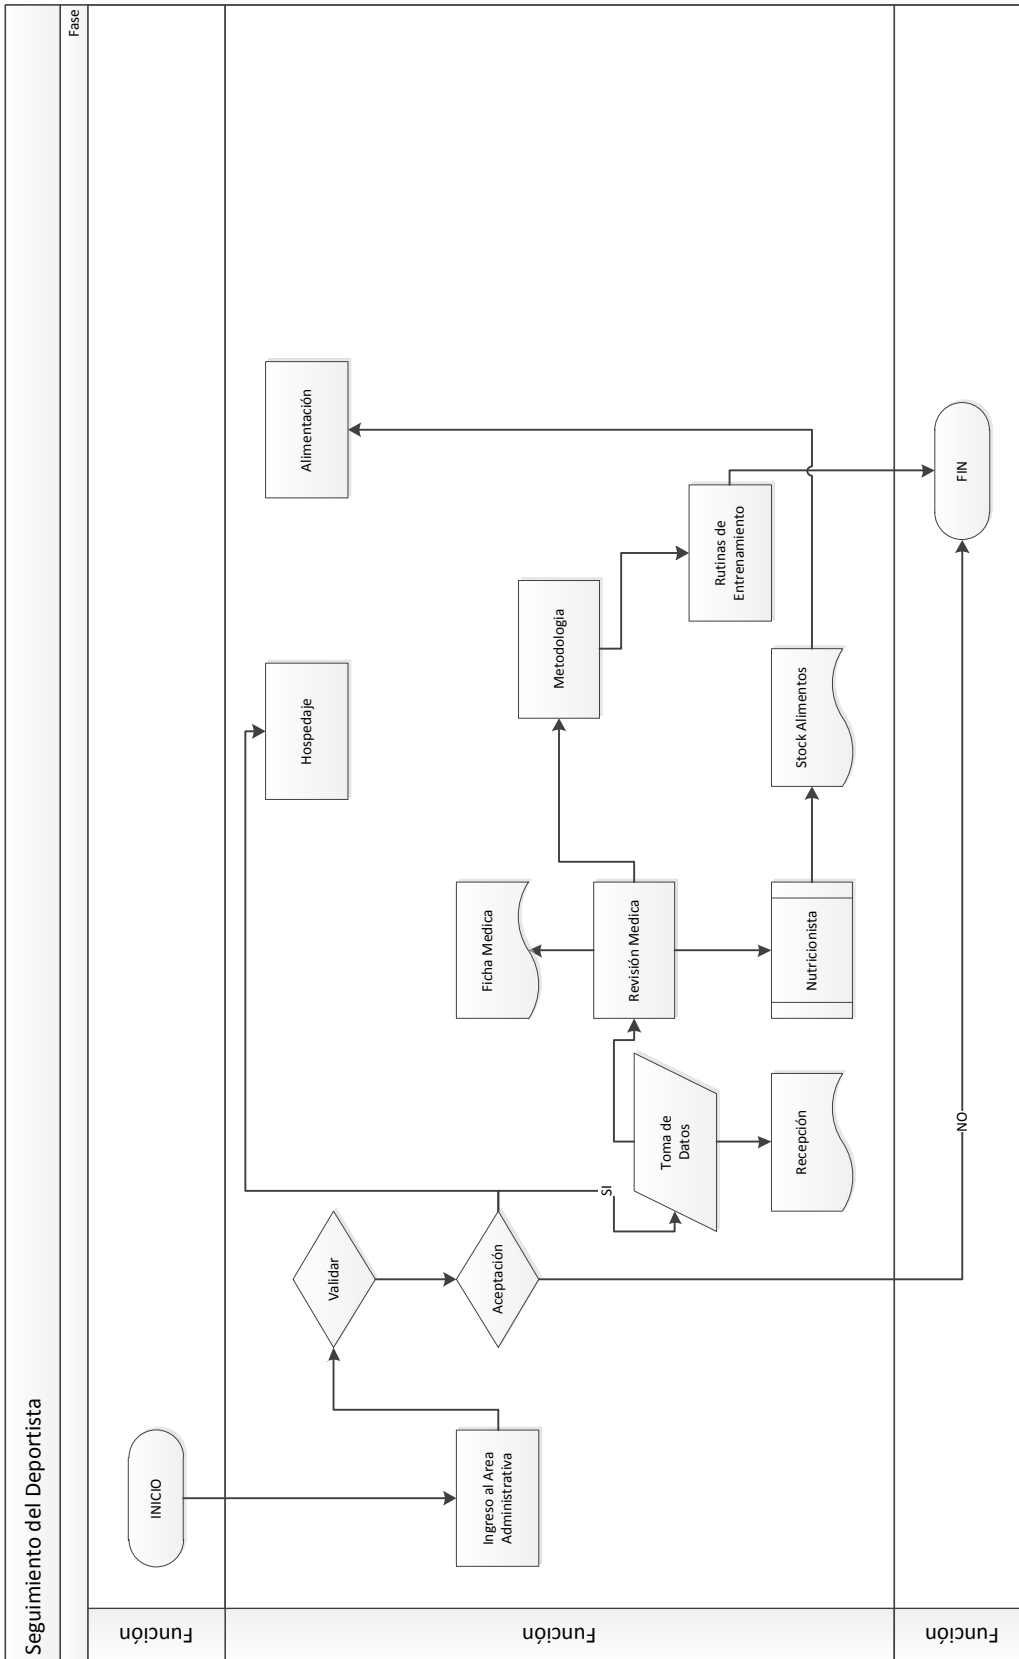 Seguimiento del Deportista
Fase
Función
INICIO
Función
Ingreso al Area
Administrativa
Validar
Aceptación
SI
NO
Toma de
Datos
Recepción
Ficha Medica
Revisión Medica
Nutricionista
Hospedaje
Metodologia
Stock Alimentos
Rutinas de
Entrenamiento
Alimentación
Función
FIN